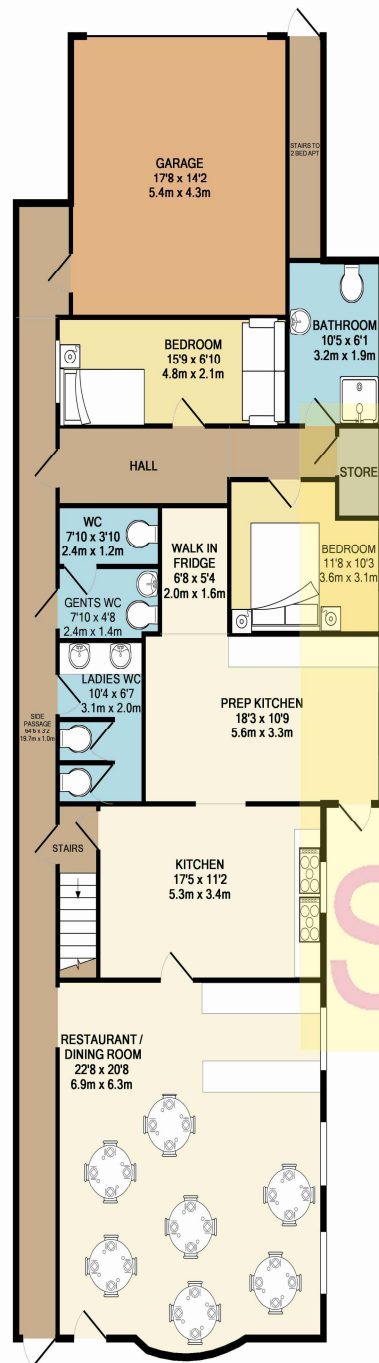 GARAGE
17'8 x 14'2
5.4m x 4.3m
STAIRS TO
2 BED APT
BATHROOM
10'5 x 6'1
3.2m x 1.9m
BEDROOM
15'9 x 6'10
4.8m x 2.1m
HALL
STORE
WC
7'10 x 3'10
2.4m x 1.2m
WALK IN
FRIDGE
6'8 x 5'4
2.0m x 1.6m
BEDROOM
11'8 x 10'3
3.6m x 3.1m
GENTS WC
7'10 x 4'8
2.4m x 1.4m
LADIES WC
10'4 x 6'7
3.1m x 2.0m
SIDE
PASSAGE
64'6 x 3'2
19.7m x 1.0m
PREP KITCHEN
18'3 x 10'9
5.6m x 3.3m
STAIRS
KITCHEN
17'5 x 11'2
5.3m x 3.4m
S
RESTAURANT /
DINING ROOM
22'8 x 20'8
6.9m x 6.3m